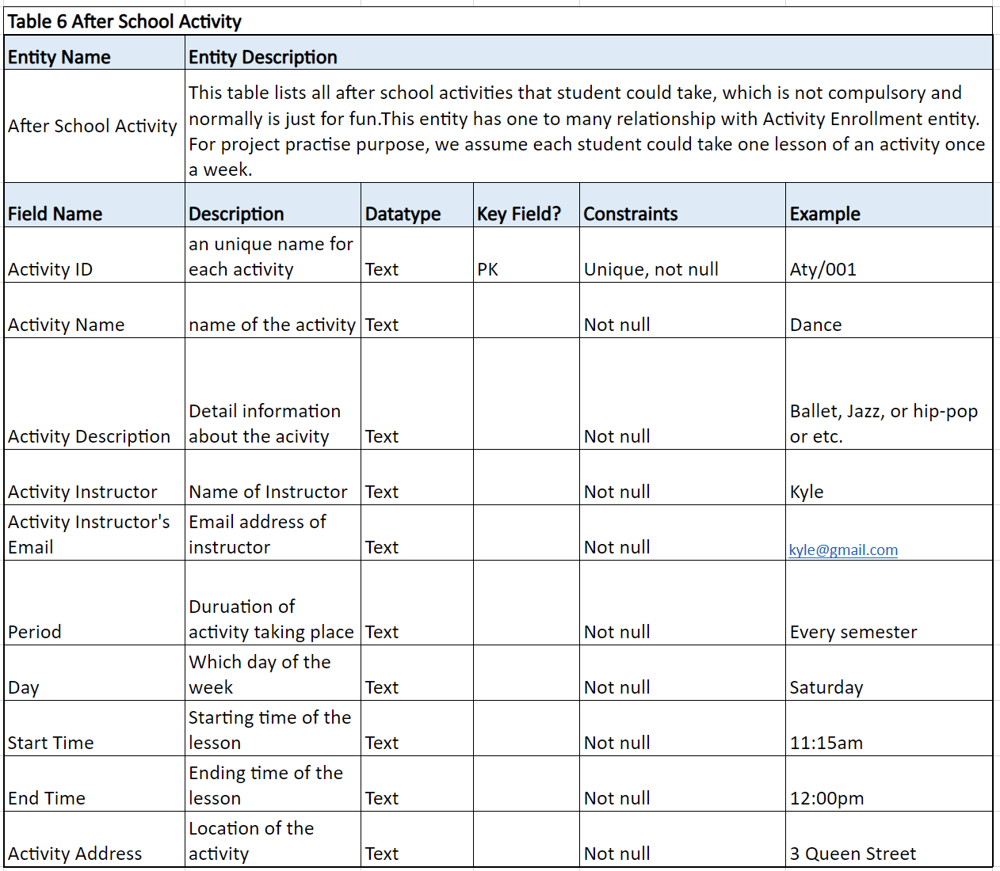 Table 6 After School Activity
Entity Name
Entity Description
After School Activity
This table lists all after school activities that student could take, which is not compulsory and
normally is just for fun.This entity has one to many relationship with Activity Enrollment entity.
For project practise purpose, we assume each student could take one lesson of an activity once
a week.
Field Name
Description
Datatype
Key Field?
Constraints
Example
Activity ID
an unique name for
each activity
Text
PK
Unique, not null
Aty/001
Activity Name
name of the activity
Text
Not null
Dance
Activity Description
Detail information
about the acivity
Text
Not null
Ballet, Jazz, or hip-pop
or etc.
Activity Instructor
Name of Instructor
Text
Not null
Kyle
Activity Instructor's
Email
Email address of
instructor
Text
Not null
kyle@gmail.com
Period
Duruation of
activity taking place
Text
Not null
Every semester
Day
Which day of the
week
Text
Not null
Saturday
Start Time
Starting time of the
lesson
Text
Not null
11:15am
End Time
Ending time of the
lesson
Text
Not null
12:00pm
Activity Address
Location of the
activity
Text
Not null
3 Queen Street